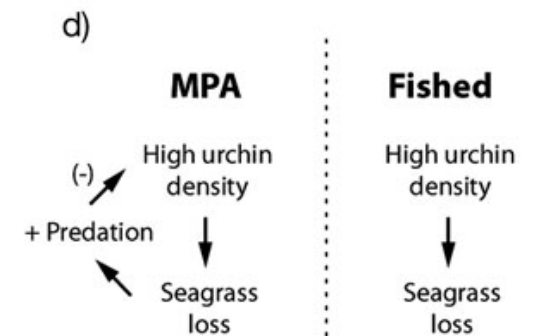 d)
MPA
Fished
(-)
High urchin
density
+ Predation
Seagrass
loss
High urchin
density
Seagrass
loss